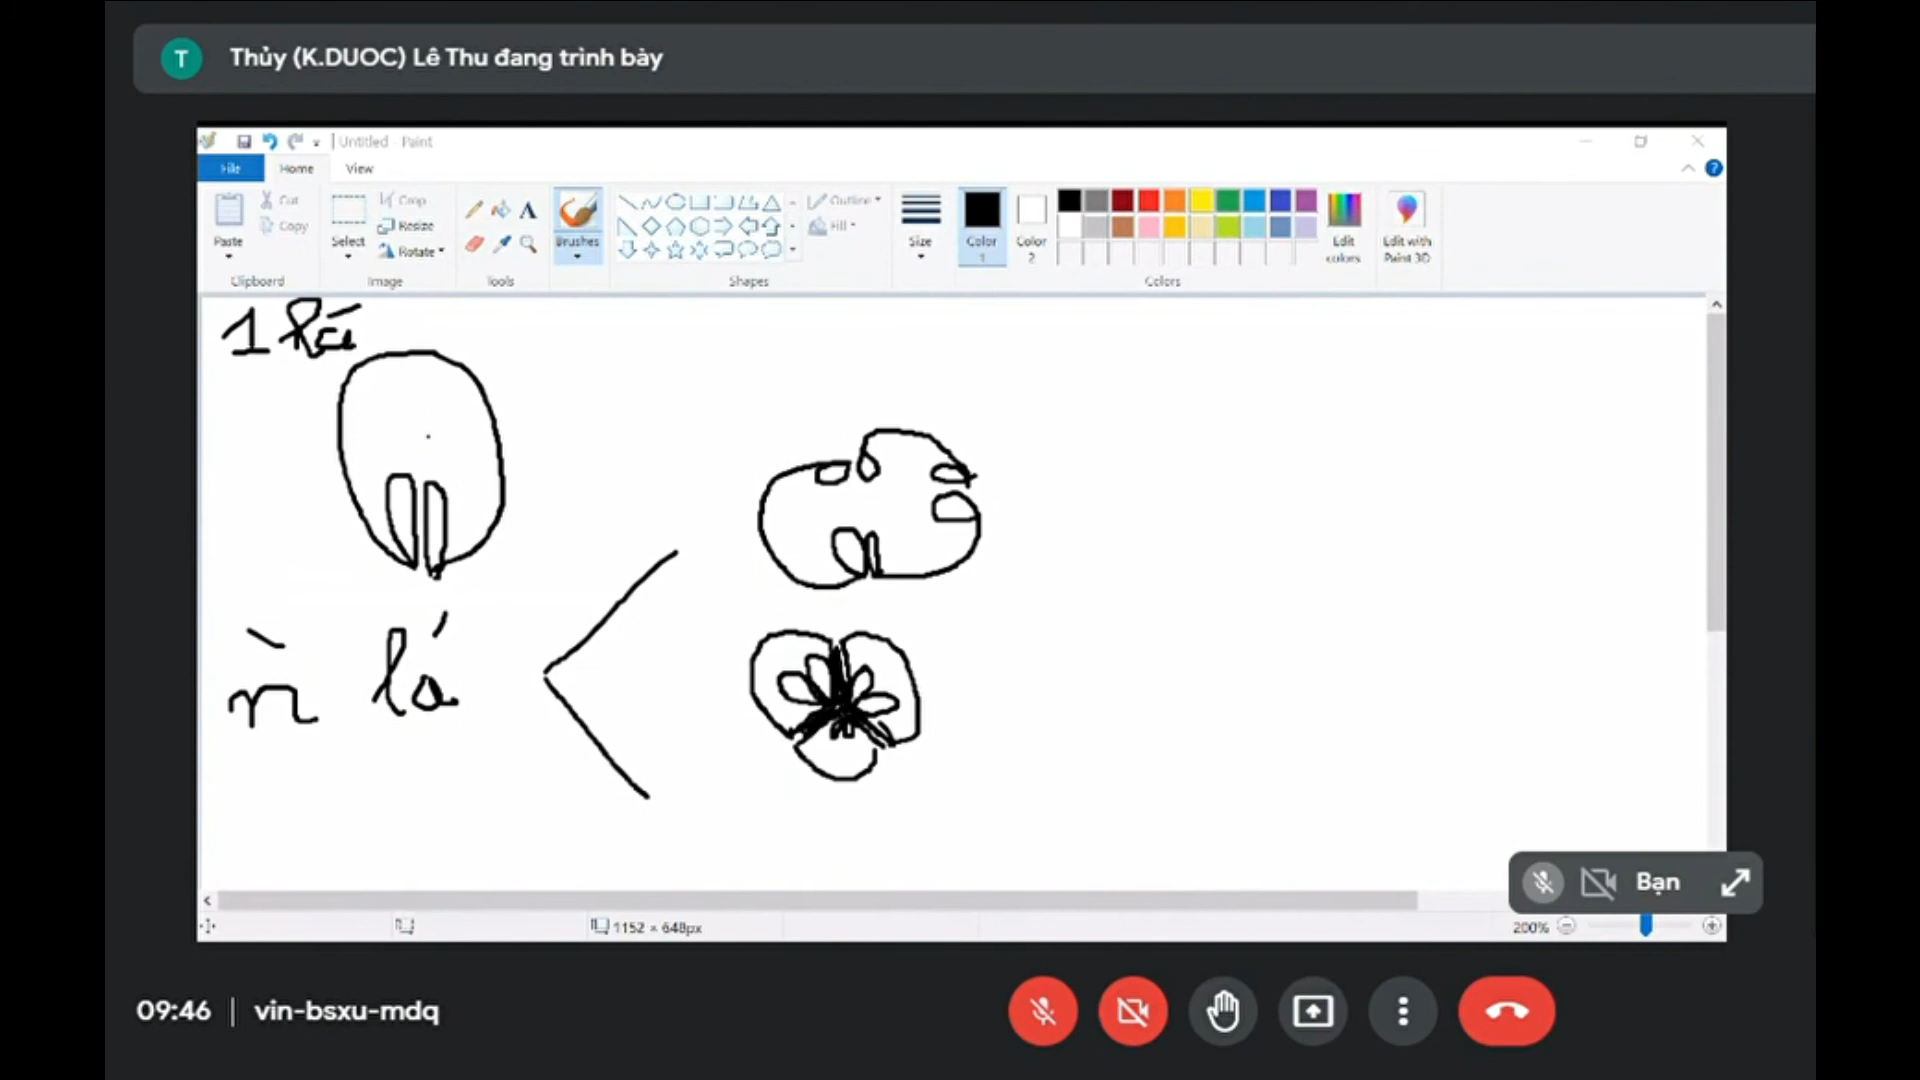 T Thủy (K.DUOC) Lê Thu đang trình bày
Untitled - Paint
File Home View
Paste Cut Copy Select Crop Resize Rotate Brushes Outline Fill Size Color 1 Color 2 Edit colors Edit with Paint 3D
Clipboard Image Tools Shapes Colors
1 lá
n lá
Bạn
1152 × 648px 200%
09:46 | vin-bsxu-mdq